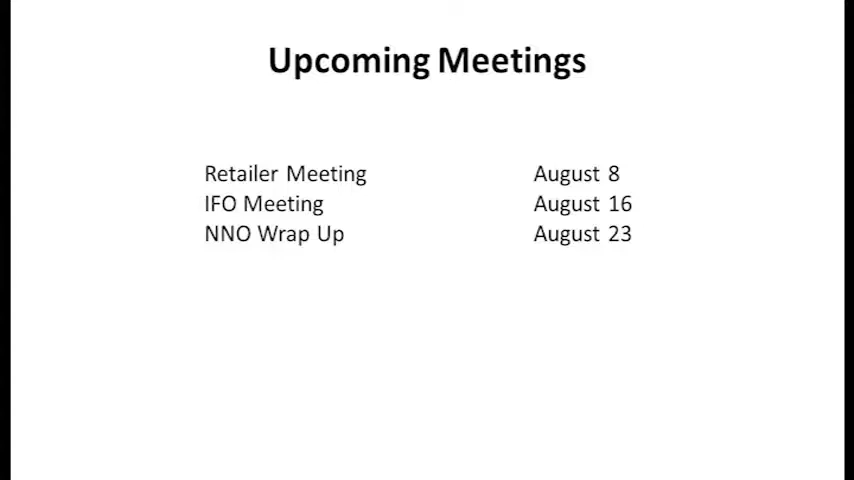 Upcoming Meetings
Retailer Meeting August 8
IFO Meeting August 16
NNO Wrap Up August 23